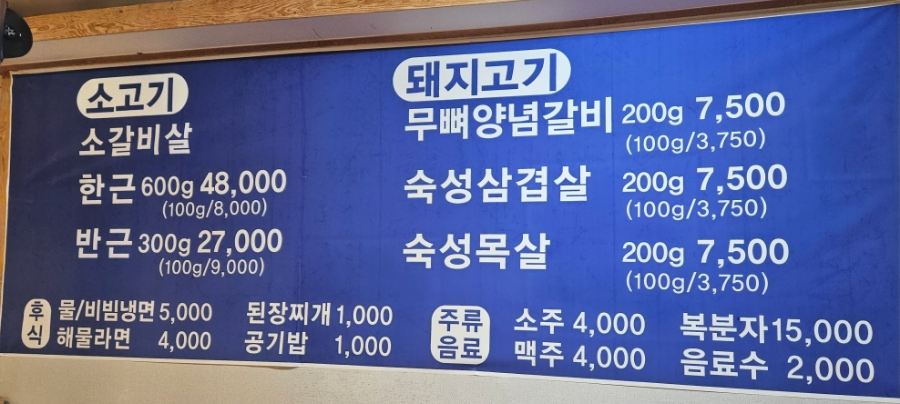 소고기
소갈비살
한근 600g 48,000
(100g/8,000)
반근 300g 27,000
(100g/9,000)
돼지고기
무뼈양념갈비 200g 7,500
(100g/3,750)
숙성삼겹살 200g 7,500
(100g/3,750)
숙성목살 200g 7,500
(100g/3,750)
후식
물/비빔냉면 5,000 된장찌개 1,000
해물라면 4,000 공기밥 1,000
주류
음료
소주 4,000 복분자 15,000
맥주 4,000 음료수 2,000